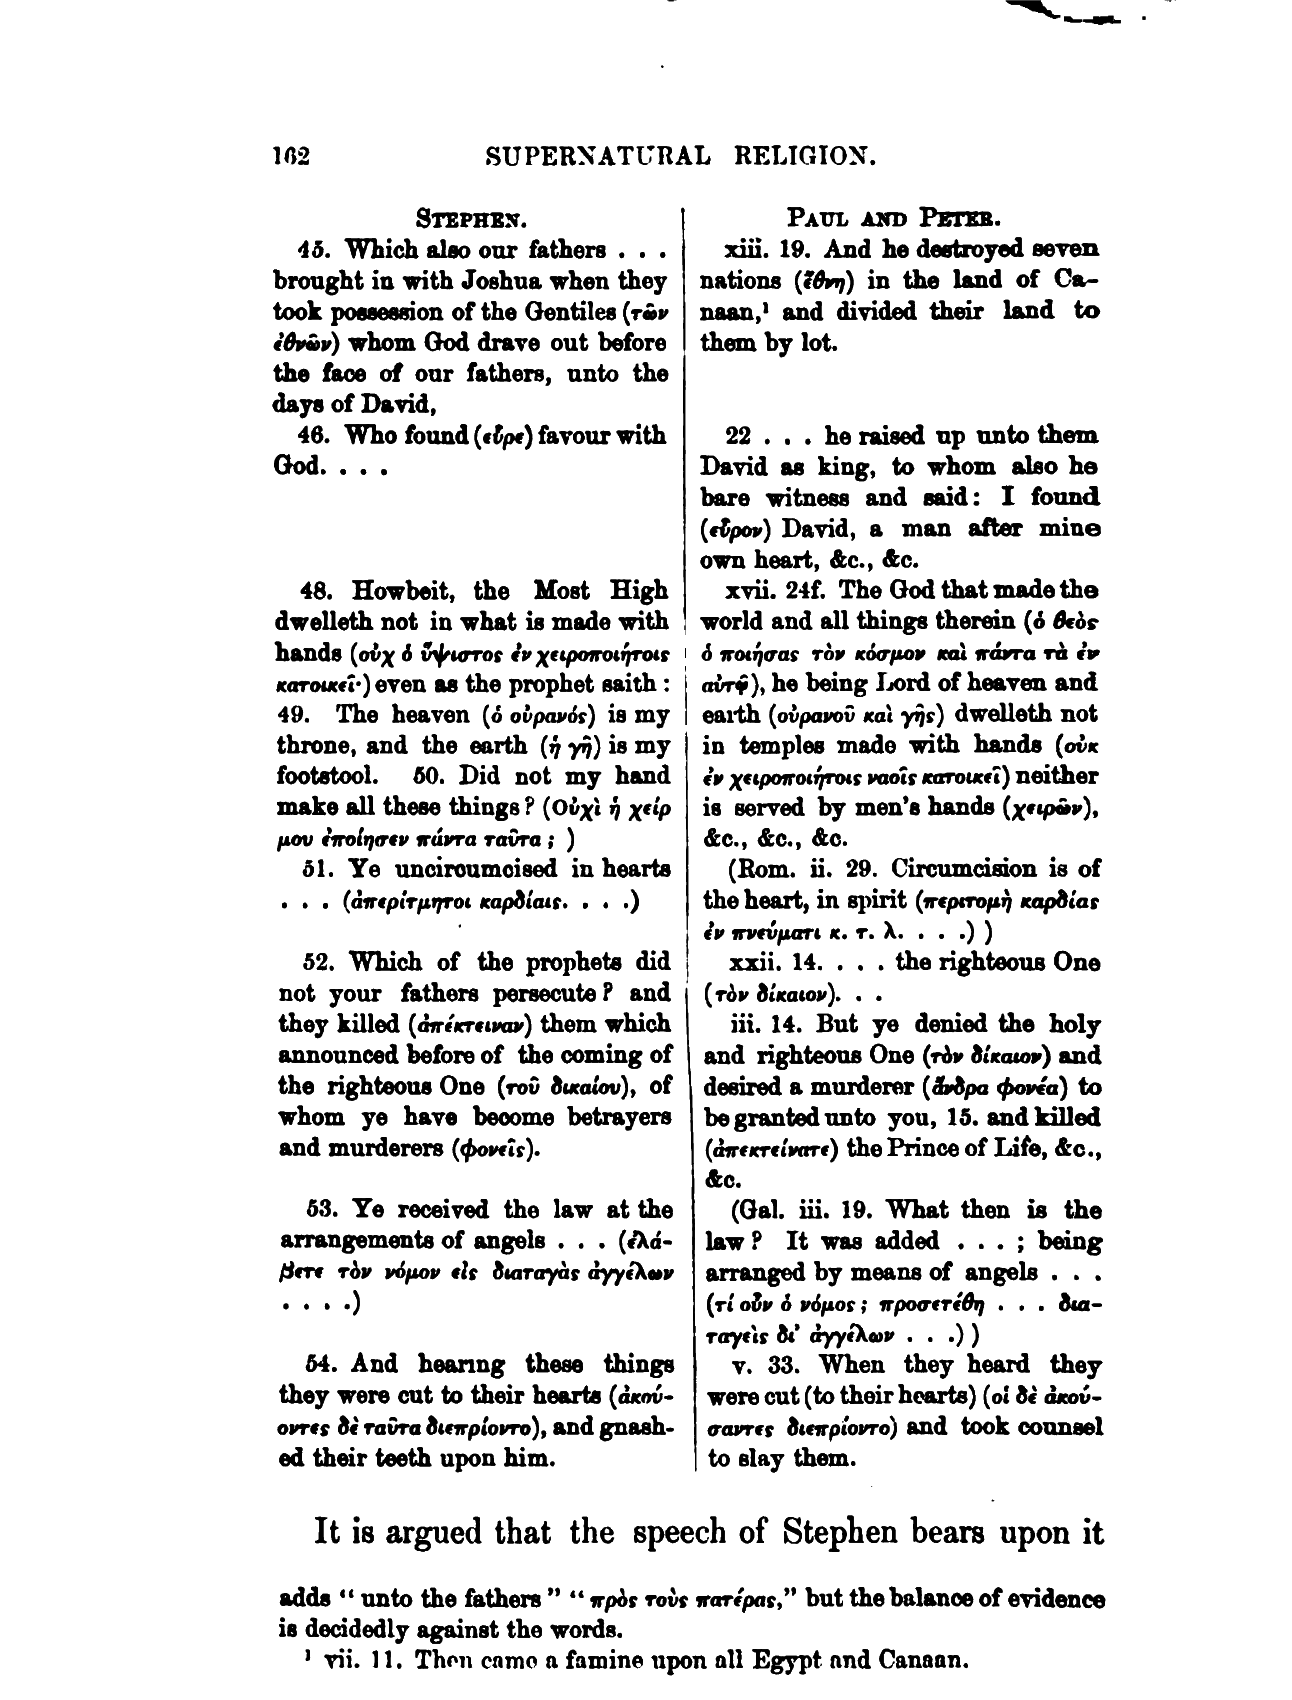 162 SUPERNATURAL RELIGION.
STEPHEN.
45. Which also our fathers . . .
brought in with Joshua when they
took possession of the Gentiles (τῶν
ἐθνῶν) whom God drave out before
the face of our fathers, unto the
days of David,
46. Who found (εὗρε) favour with
God. . . .
48. Howbeit, the Most High
dwelleth not in what is made with
hands (οὐχ ὁ ὕψιστος ἐν χειροποιήτοις
κατοικεῖ·) even as the prophet saith :
49. The heaven (ὁ οὐρανός) is my
throne, and the earth (ἡ γῆ) is my
footstool. 50. Did not my hand
make all these things? (Οὐχὶ ἡ χείρ
μου ἐποίησεν πάντα ταῦτα ; )
51. Ye uncircumcised in hearts
. . . (ἀπερίτμητοι καρδίαις. . . .)
52. Which of the prophets did
not your fathers persecute? and
they killed (ἀπέκτειναν) them which
announced before of the coming of
the righteous One (τοῦ δικαίου), of
whom ye have become betrayers
and murderers (φονεῖς).
53. Ye received the law at the
arrangements of angels . . . (ἐλά-
βετε τὸν νόμον εἰς διαταγὰς ἀγγέλων
. . . .)
54. And hearing these things
they were cut to their hearts (ἀκού-
οντες δὲ ταῦτα διεπρίοντο), and gnash-
ed their teeth upon him.
PAUL AND PETER.
xiii. 19. And he destroyed seven
nations (ἔθνη) in the land of Ca-
naan,¹ and divided their land to
them by lot.
22 . . . he raised up unto them
David as king, to whom also he
bare witness and said: I found
(εὗρον) David, a man after mine
own heart, &c., &c.
xvii. 24f. The God that made the
world and all things therein (ὁ θεὸς
ὁ ποιήσας τὸν κόσμον καὶ πάντα τὰ ἐν
αὐτῷ), he being Lord of heaven and
earth (οὐρανοῦ καὶ γῆς) dwelleth not
in temples made with hands (οὐκ
ἐν χειροποιήτοις ναοῖς κατοικεῖ) neither
is served by men's hands (χειρῶν),
&c., &c., &c.
(Rom. ii. 29. Circumcision is of
the heart, in spirit (περιτομὴ καρδίας
ἐν πνεύματι κ. τ. λ. . . .) )
xxii. 14. . . . the righteous One
(τὸν δίκαιον). . .
iii. 14. But ye denied the holy
and righteous One (τὸν δίκαιον) and
desired a murderer (ἄνδρα φονέα) to
be granted unto you, 15. and killed
(ἀπεκτείνατε) the Prince of Life, &c.,
&c.
(Gal. iii. 19. What then is the
law? It was added . . . ; being
arranged by means of angels . . .
(τί οὖν ὁ νόμος ; προσετέθη . . . δια-
ταγεὶς δι' ἀγγέλων . . .) )
v. 33. When they heard they
were cut (to their hearts) (οἱ δὲ ἀκού-
σαντες διεπρίοντο) and took counsel
to slay them.
It is argued that the speech of Stephen bears upon it
adds “ unto the fathers ” “ πρὸς τοὺς πατέρας,” but the balance of evidence
is decidedly against the words.
¹ vii. 11. Then came a famine upon all Egypt and Canaan.